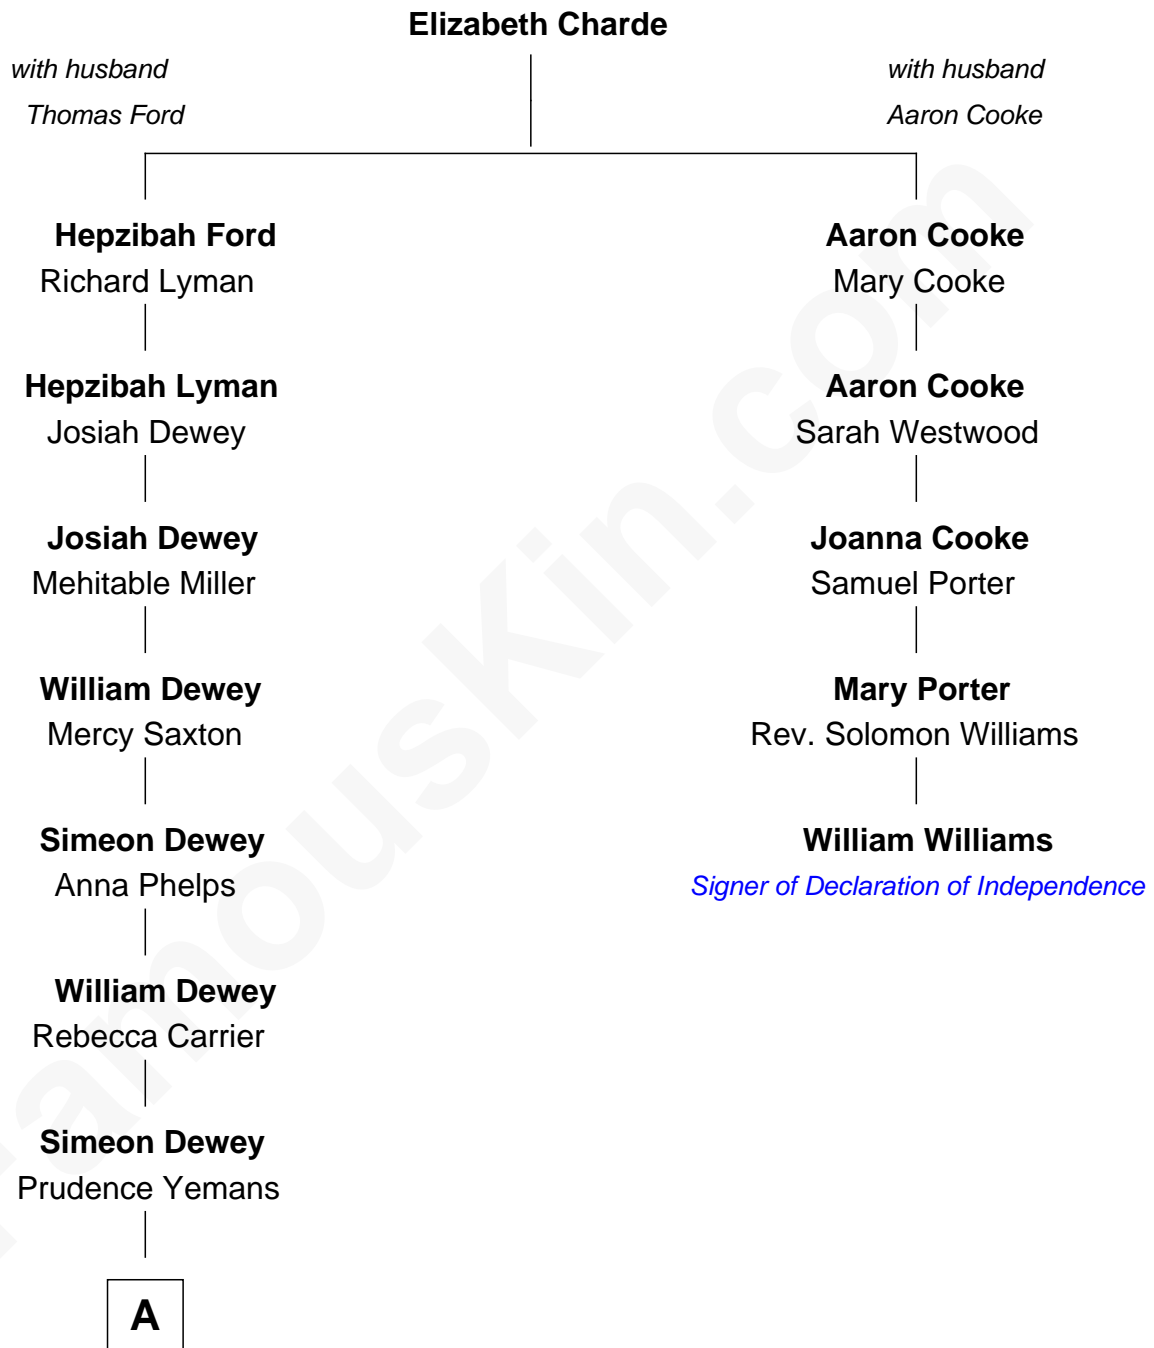 Elizabeth Charde
with husband
Thomas Ford
with husband
Aaron Cooke
Hepzibah Ford
Richard Lyman
Hepzibah Lyman
Josiah Dewey
Josiah Dewey
Mehitable Miller
William Dewey
Mercy Saxton
Simeon Dewey
Anna Phelps
William Dewey
Rebecca Carrier
Simeon Dewey
Prudence Yemans
A
Aaron Cooke
Mary Cooke
Aaron Cooke
Sarah Westwood
Joanna Cooke
Samuel Porter
Mary Porter
Rev. Solomon Williams
William Williams
Signer of Declaration of Independence
FamousKin.com